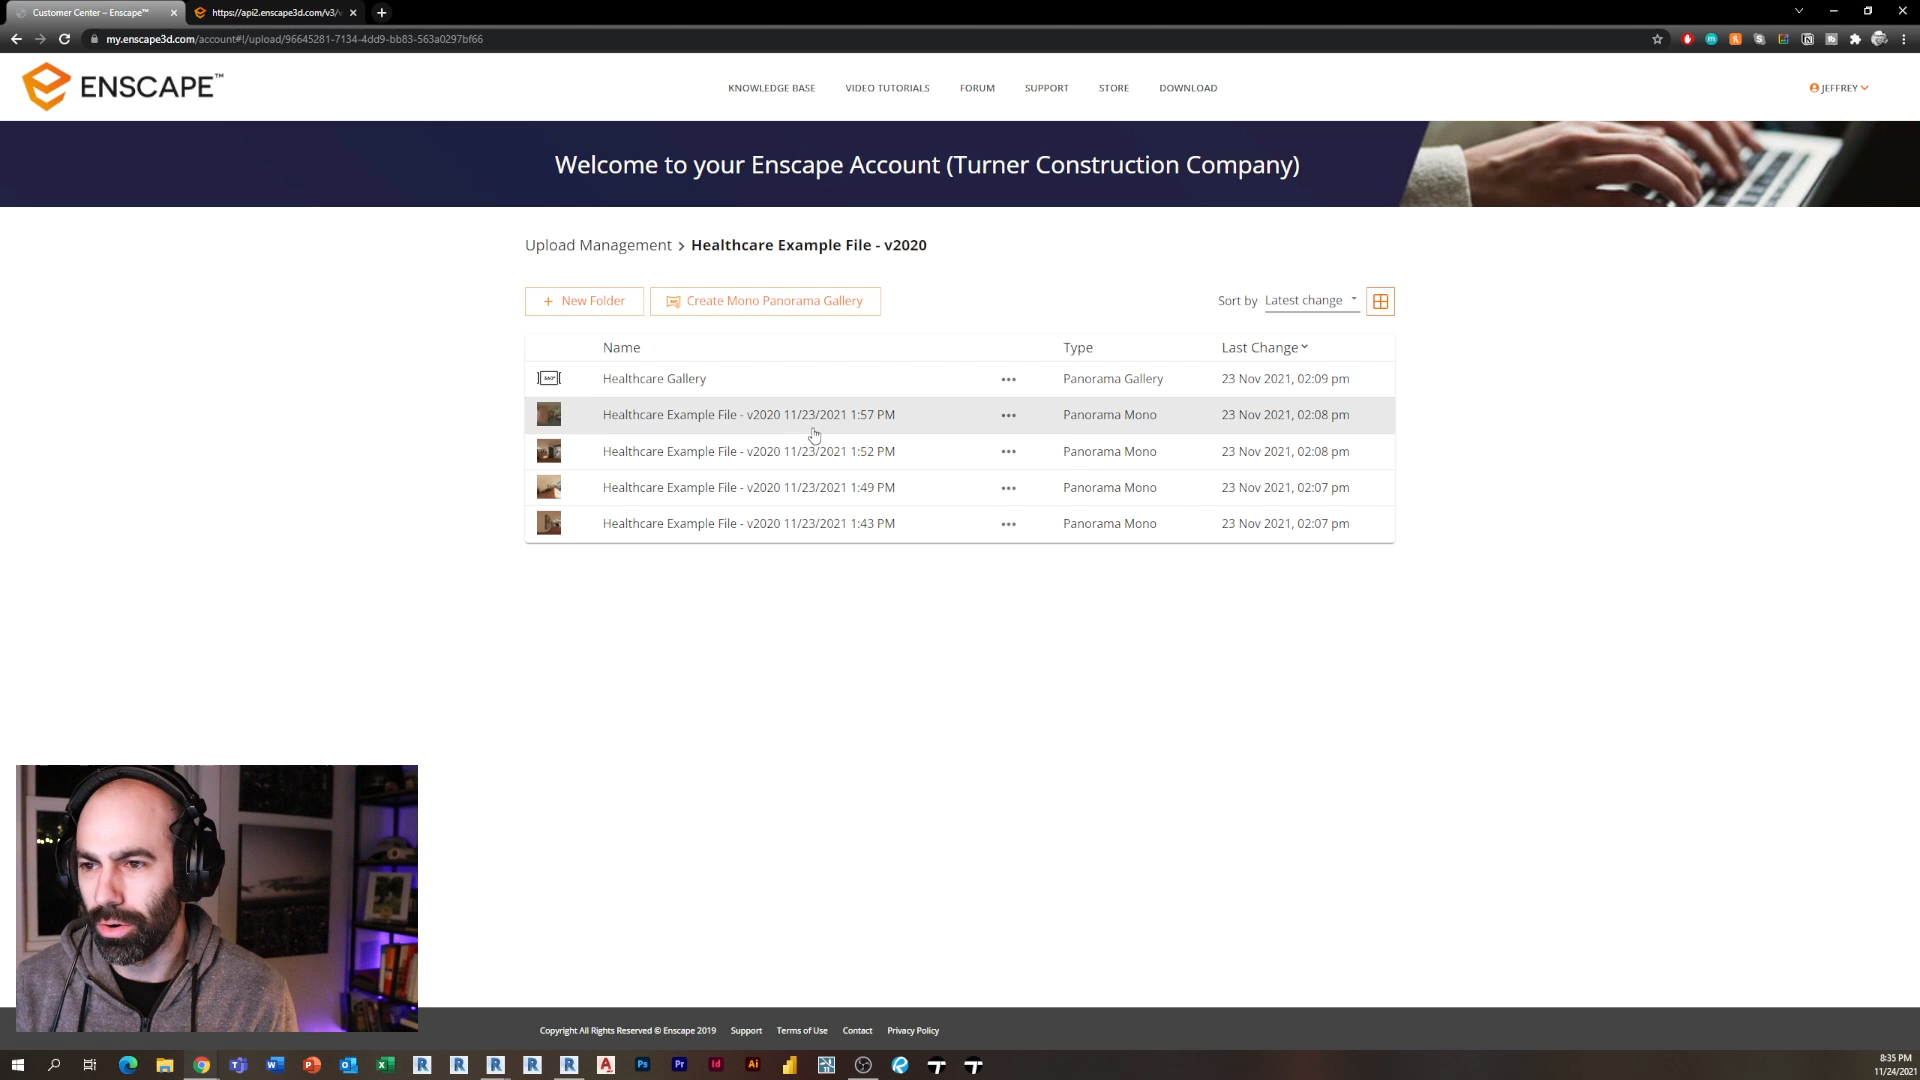 Customer Center – Enscape™
https://api2.enscape3d.com/v3/
my.enscape3d.com/account#!/upload/96645281-7134-4dd9-bb83-563a0297bf66
ENSCAPE™
KNOWLEDGE BASE
VIDEO TUTORIALS
FORUM
SUPPORT
STORE
DOWNLOAD
JEFFREY
Welcome to your Enscape Account (Turner Construction Company)
Upload Management > Healthcare Example File - v2020
+ New Folder
Create Mono Panorama Gallery
Sort by Latest change
Name Type Last Change
360° Healthcare Gallery ••• Panorama Gallery 23 Nov 2021, 02:09 pm
Healthcare Example File - v2020 11/23/2021 1:57 PM ••• Panorama Mono 23 Nov 2021, 02:08 pm
Healthcare Example File - v2020 11/23/2021 1:52 PM ••• Panorama Mono 23 Nov 2021, 02:08 pm
Healthcare Example File - v2020 11/23/2021 1:49 PM ••• Panorama Mono 23 Nov 2021, 02:07 pm
Healthcare Example File - v2020 11/23/2021 1:43 PM ••• Panorama Mono 23 Nov 2021, 02:07 pm
Copyright All Rights Reserved © Enscape 2019 Support Terms of Use Contact Privacy Policy
Ps Pr Id Ai
8:35 PM
11/24/2021